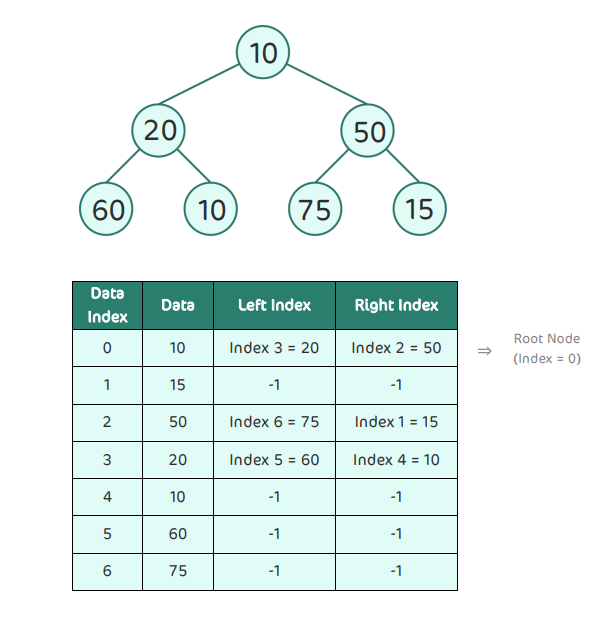 10
20 50
60 10 75 15
Data Index Data Left Index Right Index
0 10 Index 3 = 20 Index 2 = 50 ⇒ Root Node (Index = 0)
1 15 -1 -1
2 50 Index 6 = 75 Index 1 = 15
3 20 Index 5 = 60 Index 4 = 10
4 10 -1 -1
5 60 -1 -1
6 75 -1 -1